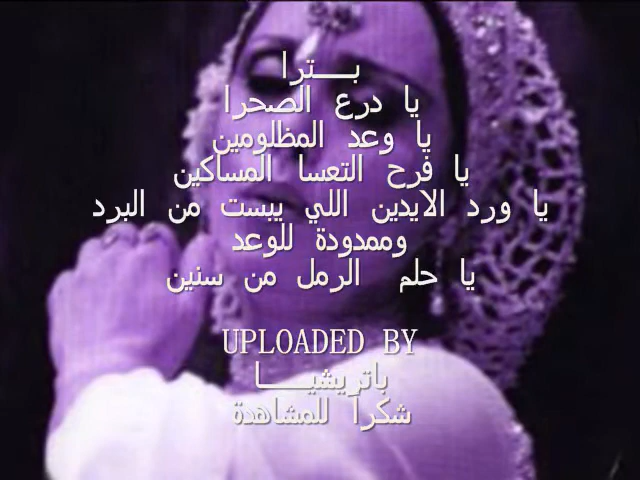 بـــترا
يا درع الصحرا
يا وعد المظلومين
يا فرح التعسا المساكين
يا ورد الايدين اللي يبست من البرد
وممدودة للوعد
يا حلم الرمل من سنين
UPLOADED BY
باتريشيـــــا
شكراً للمشاهدة